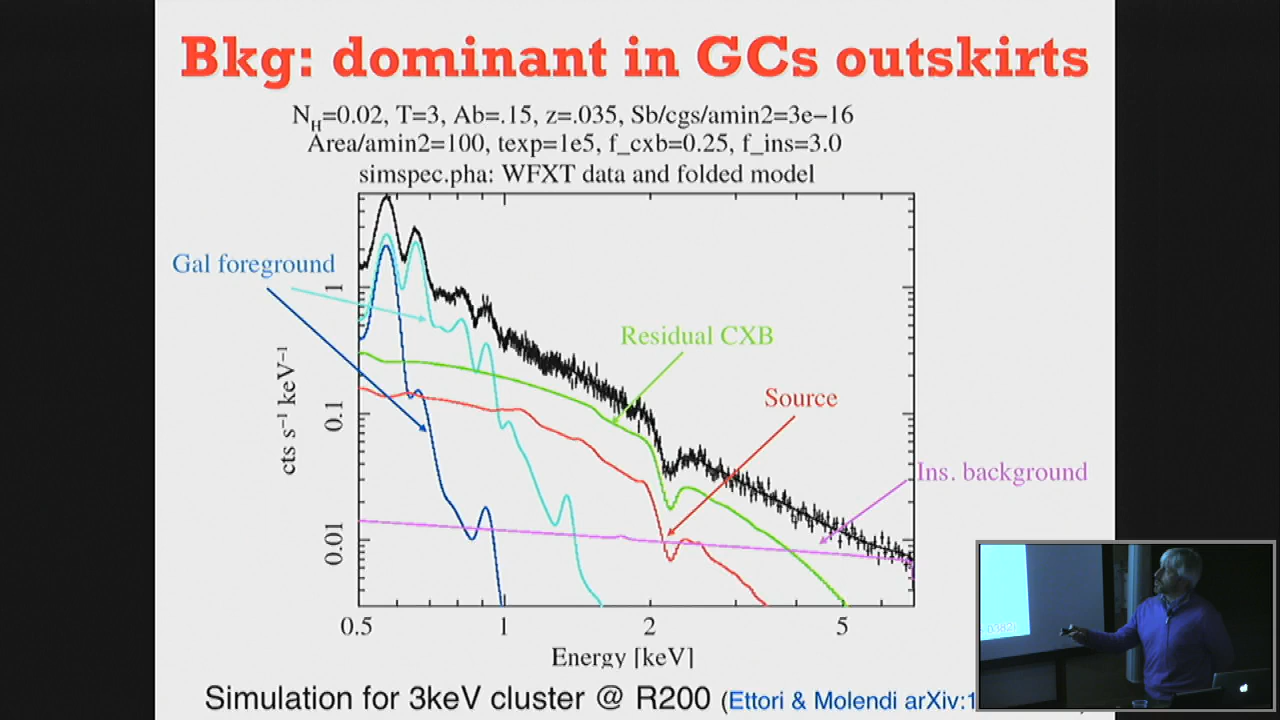 Bkg: dominant in GCs outskirts
N_H=0.02, T=3, Ab=.15, z=.035, Sb/cgs/amin2=3e−16
Area/amin2=100, texp=1e5, f_cxb=0.25, f_ins=3.0
simspec.pha: WFXT data and folded model
Gal foreground
Residual CXB
Source
Ins. background
cts s⁻¹ keV⁻¹
1
0.1
0.01
0.5 1 2 5
Energy [keV]
Simulation for 3keV cluster @ R200 (Ettori & Molendi arXiv:1